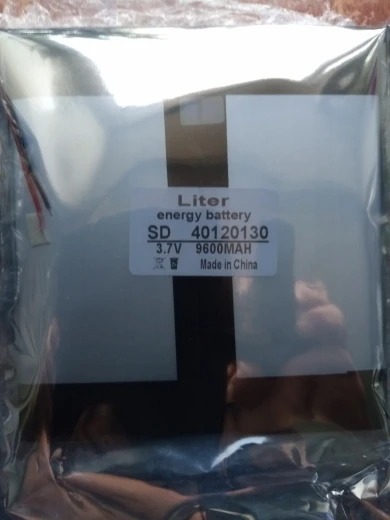 Liter
energy battery
SD 40120130
3.7V 9600MAH
Made in China